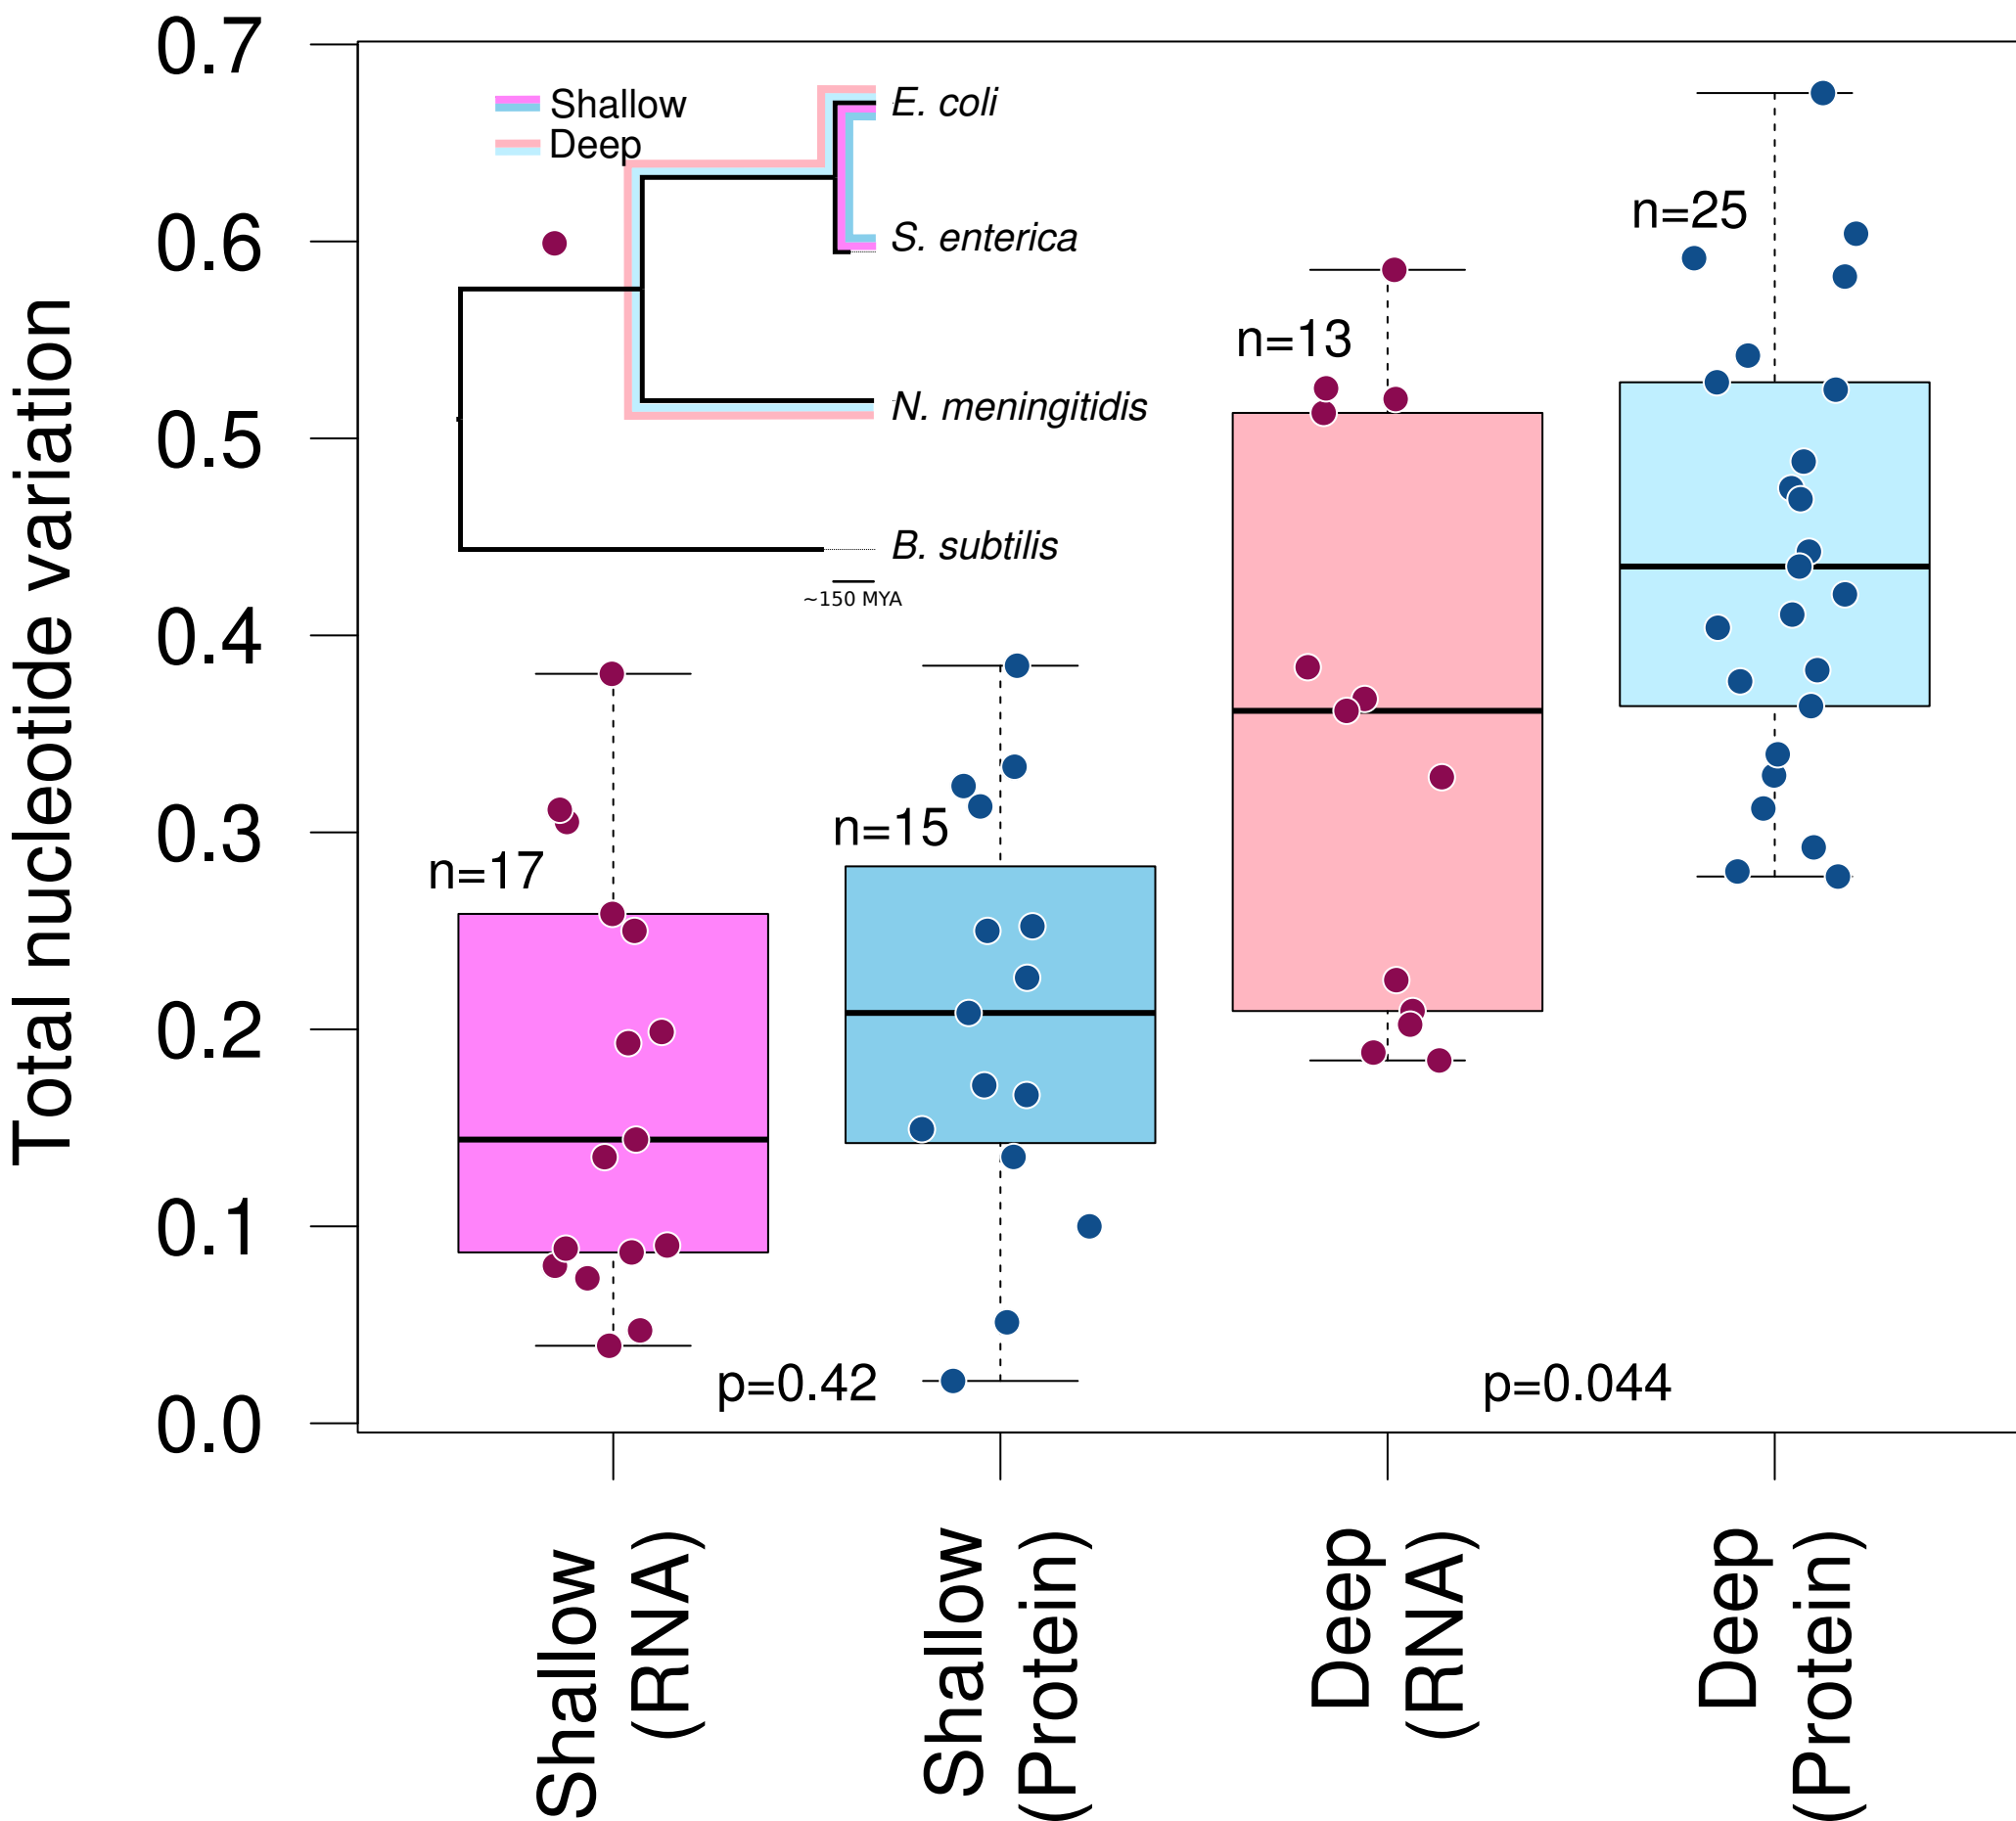 Total nucleotide variation
0.7
0.6
0.5
0.4
0.3
0.2
0.1
0.0
Shallow
Deep
E. coli
S. enterica
N. meningitidis
B. subtilis
~150 MYA
n=17
n=15
n=13
n=25
p=0.42
p=0.044
Shallow
(RNA)
Shallow
(Protein)
Deep
(RNA)
Deep
(Protein)